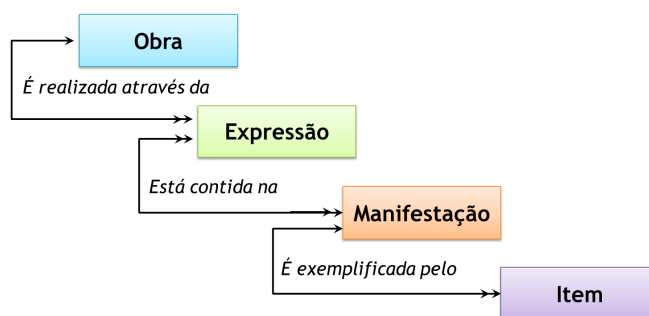 Obra
É realizada através da
Expressão
Está contida na
Manifestação
É exemplificada pelo
Item